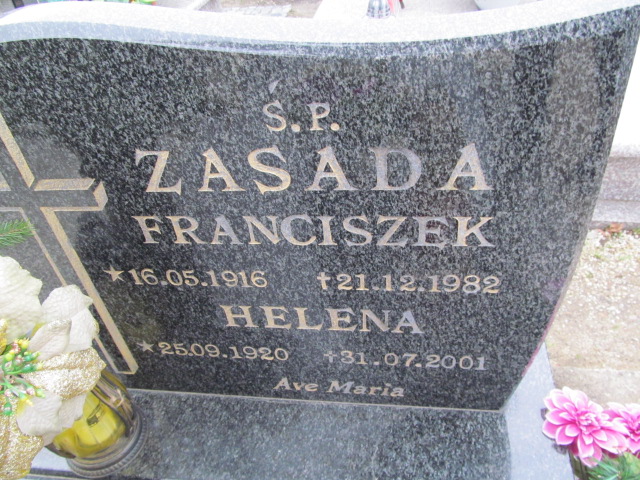 Ś.P.
ZASADA
FRANCISZEK
★16.05.1916 †21.12.1982
HELENA
★25.09.1920 †31.07.2001
Ave Maria